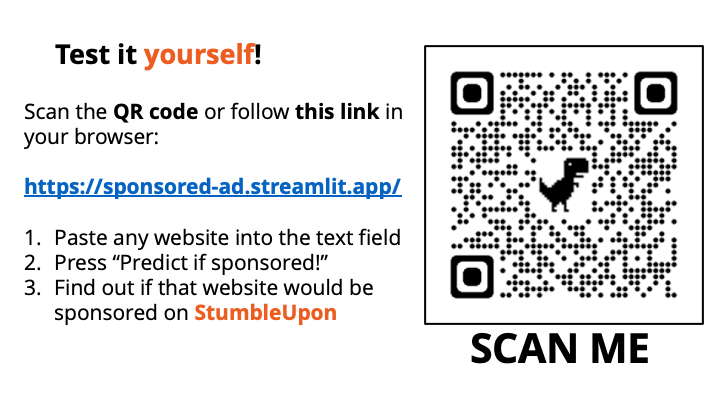 Test it yourself!
Scan the QR code or follow this link in
your browser:
https://sponsored-ad.streamlit.app/
1. Paste any website into the text field
2. Press “Predict if sponsored!”
3. Find out if that website would be
sponsored on StumbleUpon
SCAN ME